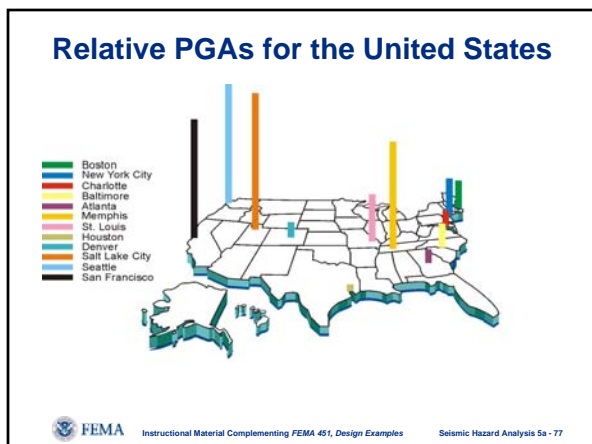 Relative PGAs for the United States
Boston
New York City
Charlotte
Baltimore
Atlanta
Memphis
St. Louis
Houston
Denver
Salt Lake City
Seattle
San Francisco
FEMA
Instructional Material Complementing FEMA 451, Design Examples
Seismic Hazard Analysis 5a - 77